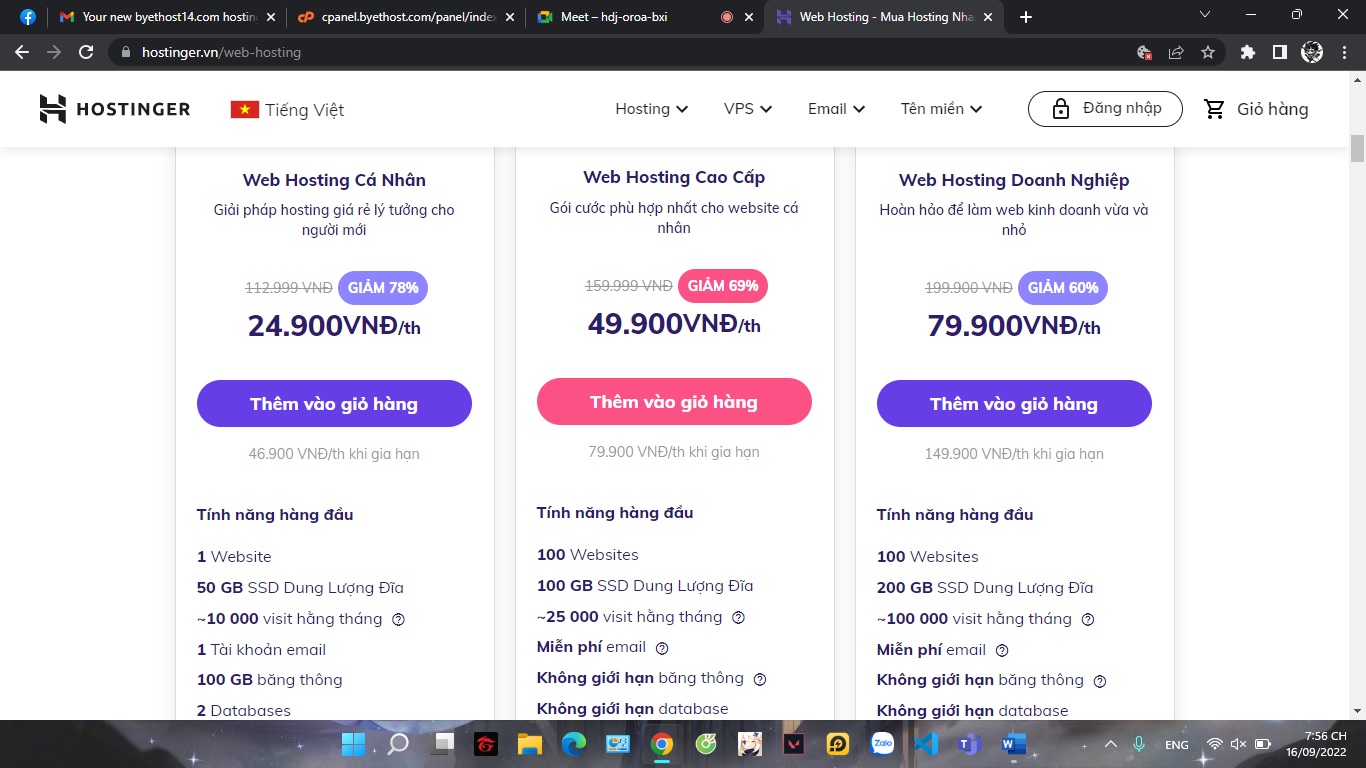 Your new byethost14.com hosting
cpanel.byethost.com/panel/index
Meet – hdj-oroa-bxi
Web Hosting - Mua Hosting Nha
hostinger.vn/web-hosting
HOSTINGER
Tiếng Việt
Hosting
VPS
Email
Tên miền
Đăng nhập
Giỏ hàng
Web Hosting Cá Nhân
Giải pháp hosting giá rẻ lý tưởng cho
người mới
112.999 VNĐ GIẢM 78%
24.900VNĐ/th
Thêm vào giỏ hàng
46.900 VNĐ/th khi gia hạn
Tính năng hàng đầu
1 Website
50 GB SSD Dung Lượng Đĩa
~10 000 visit hằng tháng
1 Tài khoản email
100 GB băng thông
2 Databases
Web Hosting Cao Cấp
Gói cước phù hợp nhất cho website cá
nhân
159.999 VNĐ GIẢM 69%
49.900VNĐ/th
Thêm vào giỏ hàng
79.900 VNĐ/th khi gia hạn
Tính năng hàng đầu
100 Websites
100 GB SSD Dung Lượng Đĩa
~25 000 visit hằng tháng
Miễn phí email
Không giới hạn băng thông
Không giới hạn database
Web Hosting Doanh Nghiệp
Hoàn hảo để làm web kinh doanh vừa và
nhỏ
199.900 VNĐ GIẢM 60%
79.900VNĐ/th
Thêm vào giỏ hàng
149.900 VNĐ/th khi gia hạn
Tính năng hàng đầu
100 Websites
200 GB SSD Dung Lượng Đĩa
~100 000 visit hằng tháng
Miễn phí email
Không giới hạn băng thông
Không giới hạn database
Zalo
ENG
7:56 CH
16/09/2022